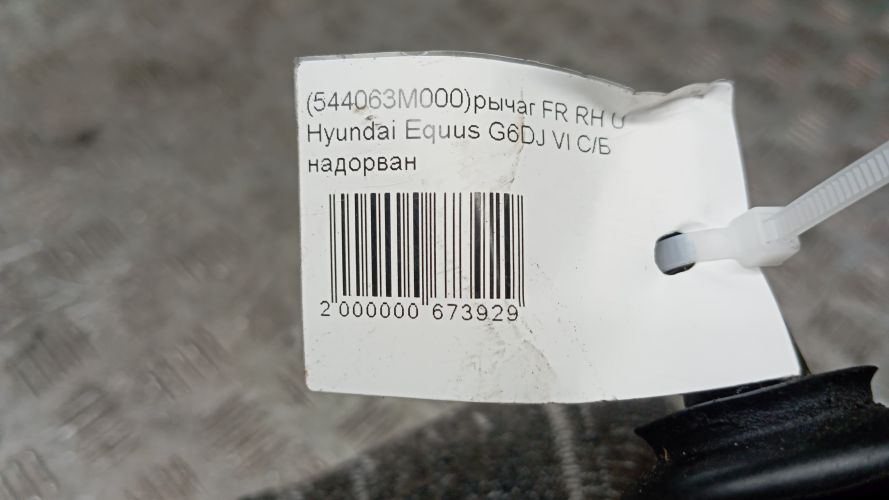 (544063M000)рычаг FR RH U
Hyundai Equus G6DJ VI С/Б
надорван
2 000000 673929